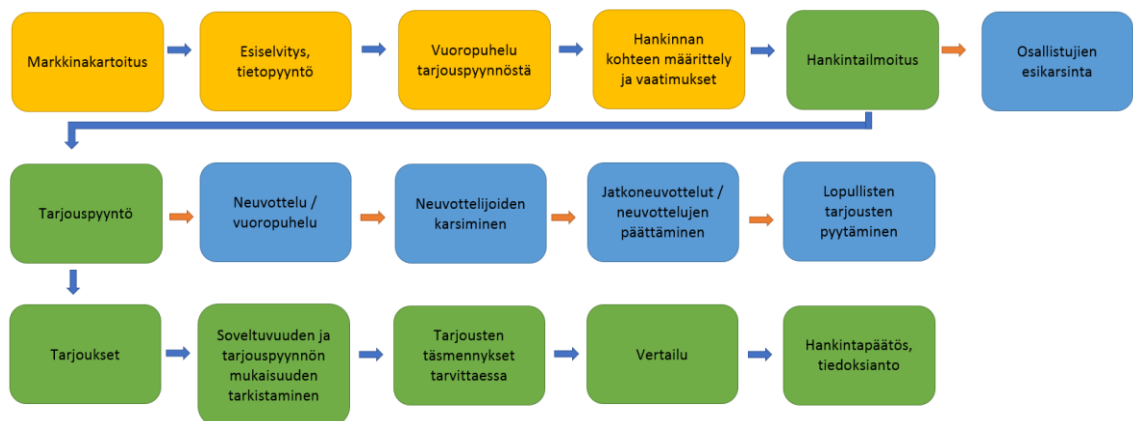 Markkinakartoitus
Esiselvitys,
tietopyyntö
Vuoropuhelu
tarjouspyynnöstä
Hankinnan
kohteen määrittely
ja vaatimukset
Hankintailmoitus
Osallistujien
esikarsinta
Tarjouspyyntö
Neuvottelu /
vuoropuhelu
Neuvottelijoiden
karsiminen
Jatkoneuvottelut /
neuvottelujen
päättäminen
Lopullisten
tarjousten
pyytäminen
Tarjoukset
Soveltuvuuden ja
tarjouspyynnön
mukaisuuden
tarkistaminen
Tarjousten
täsmennykset
tarvittaessa
Vertailu
Hankintapäätös,
tiedoksianto